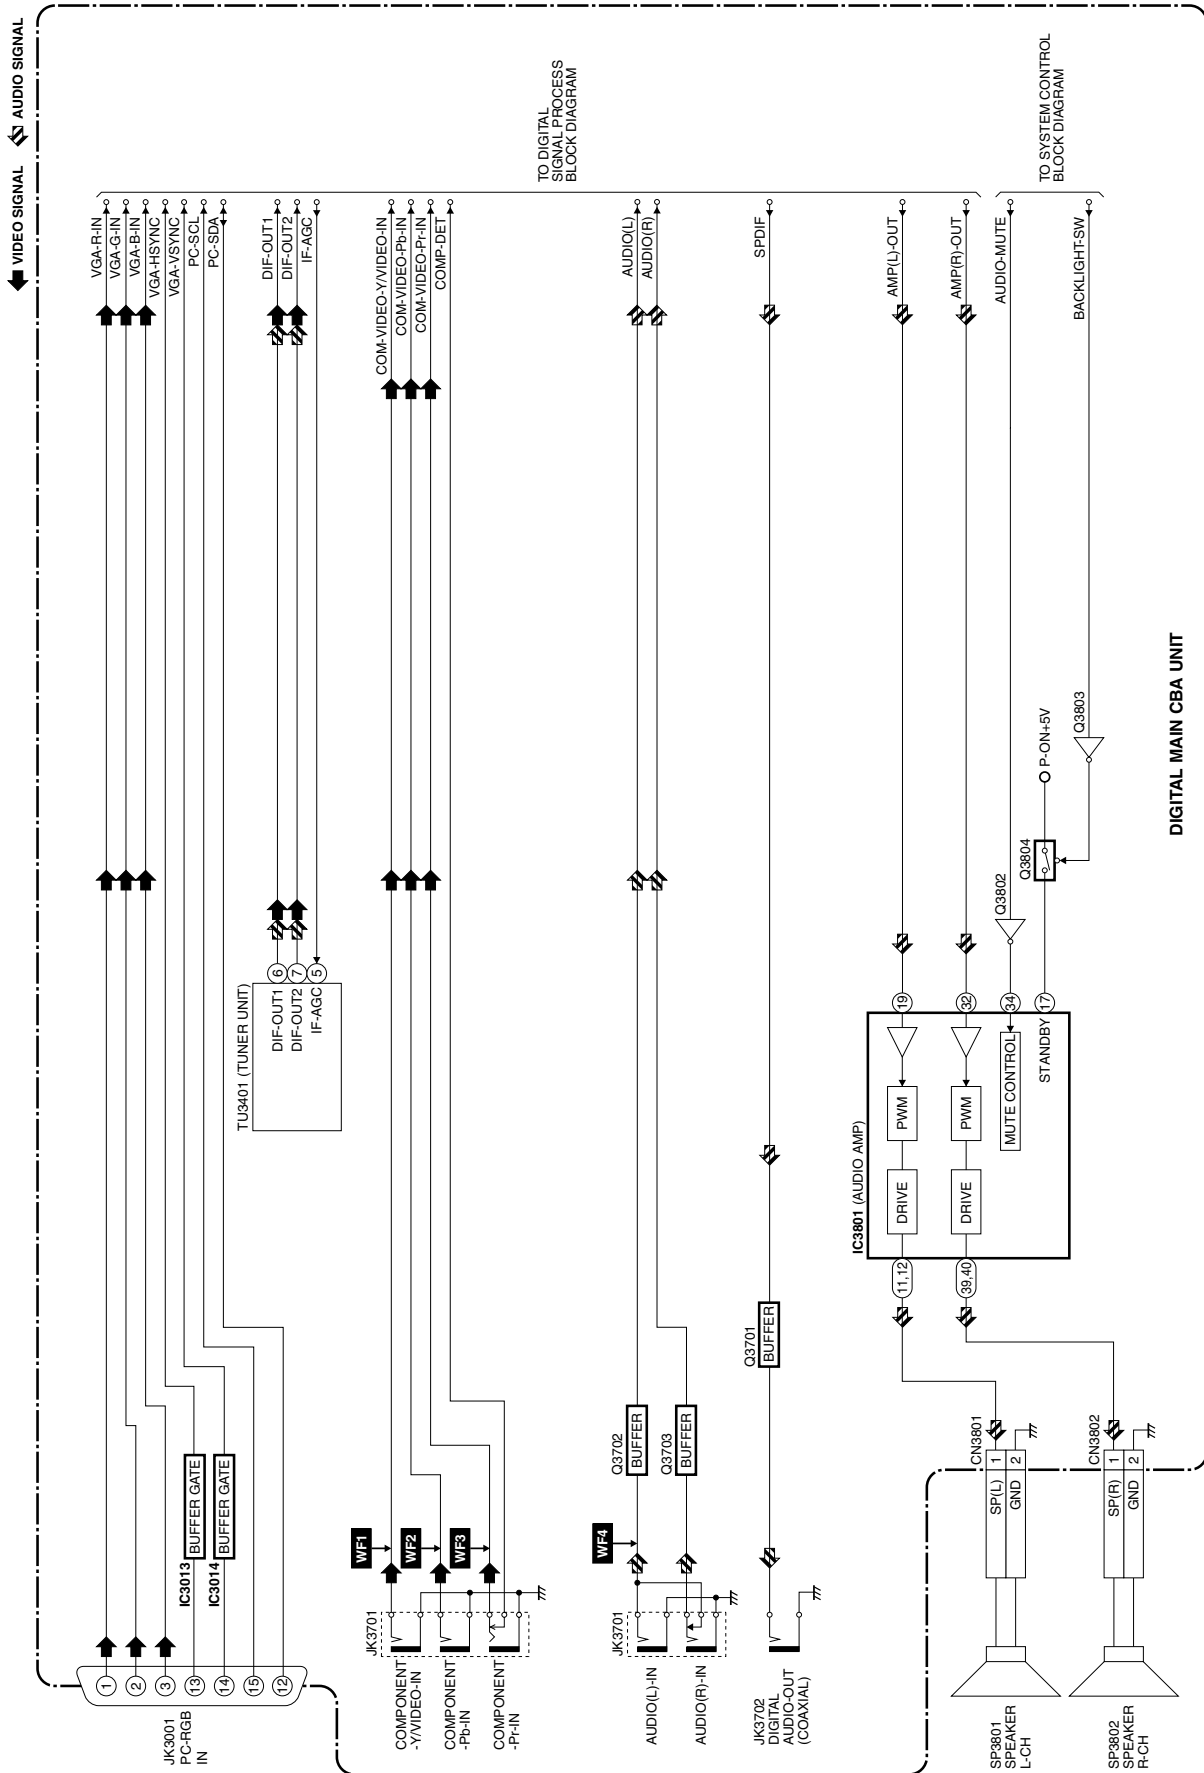 VIDEO SIGNAL
AUDIO SIGNAL
JK3001
PC-RGB
IN
1
2
3
13
14
15
12
IC3013
BUFFER GATE
IC3014
BUFFER GATE
VGA-R-IN
VGA-G-IN
VGA-B-IN
VGA-HSYNC
VGA-VSYNC
PC-SCL
PC-SDA
TU3401 (TUNER UNIT)
DIF-OUT1
DIF-OUT2
IF-AGC
6
7
5
DIF-OUT1
DIF-OUT2
IF-AGC
COMPONENT
-Y/VIDEO-IN
COMPONENT
-Pb-IN
COMPONENT
-Pr-IN
JK3701
WF1
WF2
WF3
COM-VIDEO-Y/VIDEO-IN
COM-VIDEO-Pb-IN
COM-VIDEO-Pr-IN
COMP-DET
TO DIGITAL
SIGNAL PROCESS
BLOCK DIAGRAM
AUDIO(L)-IN
AUDIO(R)-IN
JK3701
WF4
Q3702
BUFFER
Q3703
BUFFER
AUDIO(L)
AUDIO(R)
JK3702
DIGITAL
AUDIO-OUT
(COAXIAL)
Q3701
BUFFER
SPDIF
SP3801
SPEAKER
L-CH
SP3802
SPEAKER
R-CH
SP(L)
GND
1
2
CN3801
SP(R)
GND
1
2
CN3802
IC3801 (AUDIO AMP)
11,12
DRIVE
PWM
19
39,40
DRIVE
PWM
32
MUTE CONTROL
34
STANDBY
17
AMP(L)-OUT
AMP(R)-OUT
AUDIO-MUTE
BACKLIGHT-SW
Q3802
Q3804
P-ON+5V
Q3803
TO SYSTEM CONTROL
BLOCK DIAGRAM
DIGITAL MAIN CBA UNIT